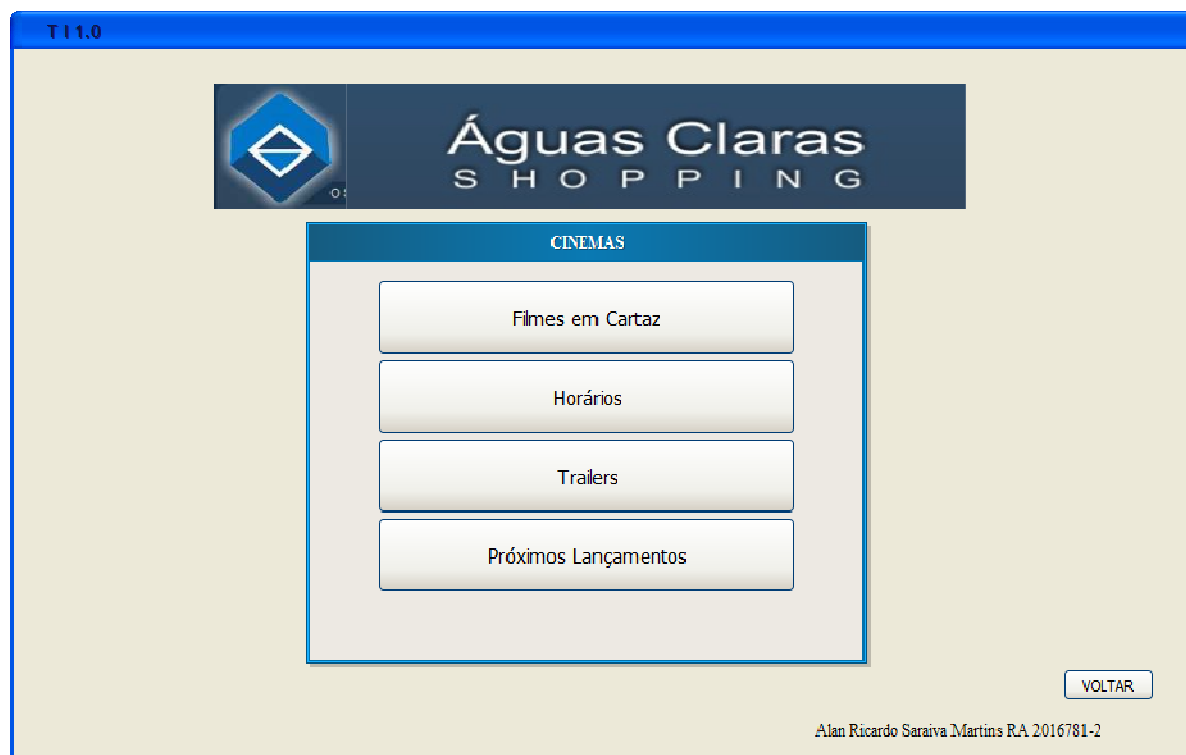 T I 1.0
Águas Claras
SHOPPING
CINEMAS
Filmes em Cartaz
Horários
Trailers
Próximos Lançamentos
VOLTAR
Alan Ricardo Saraiva Martins RA 2016781-2